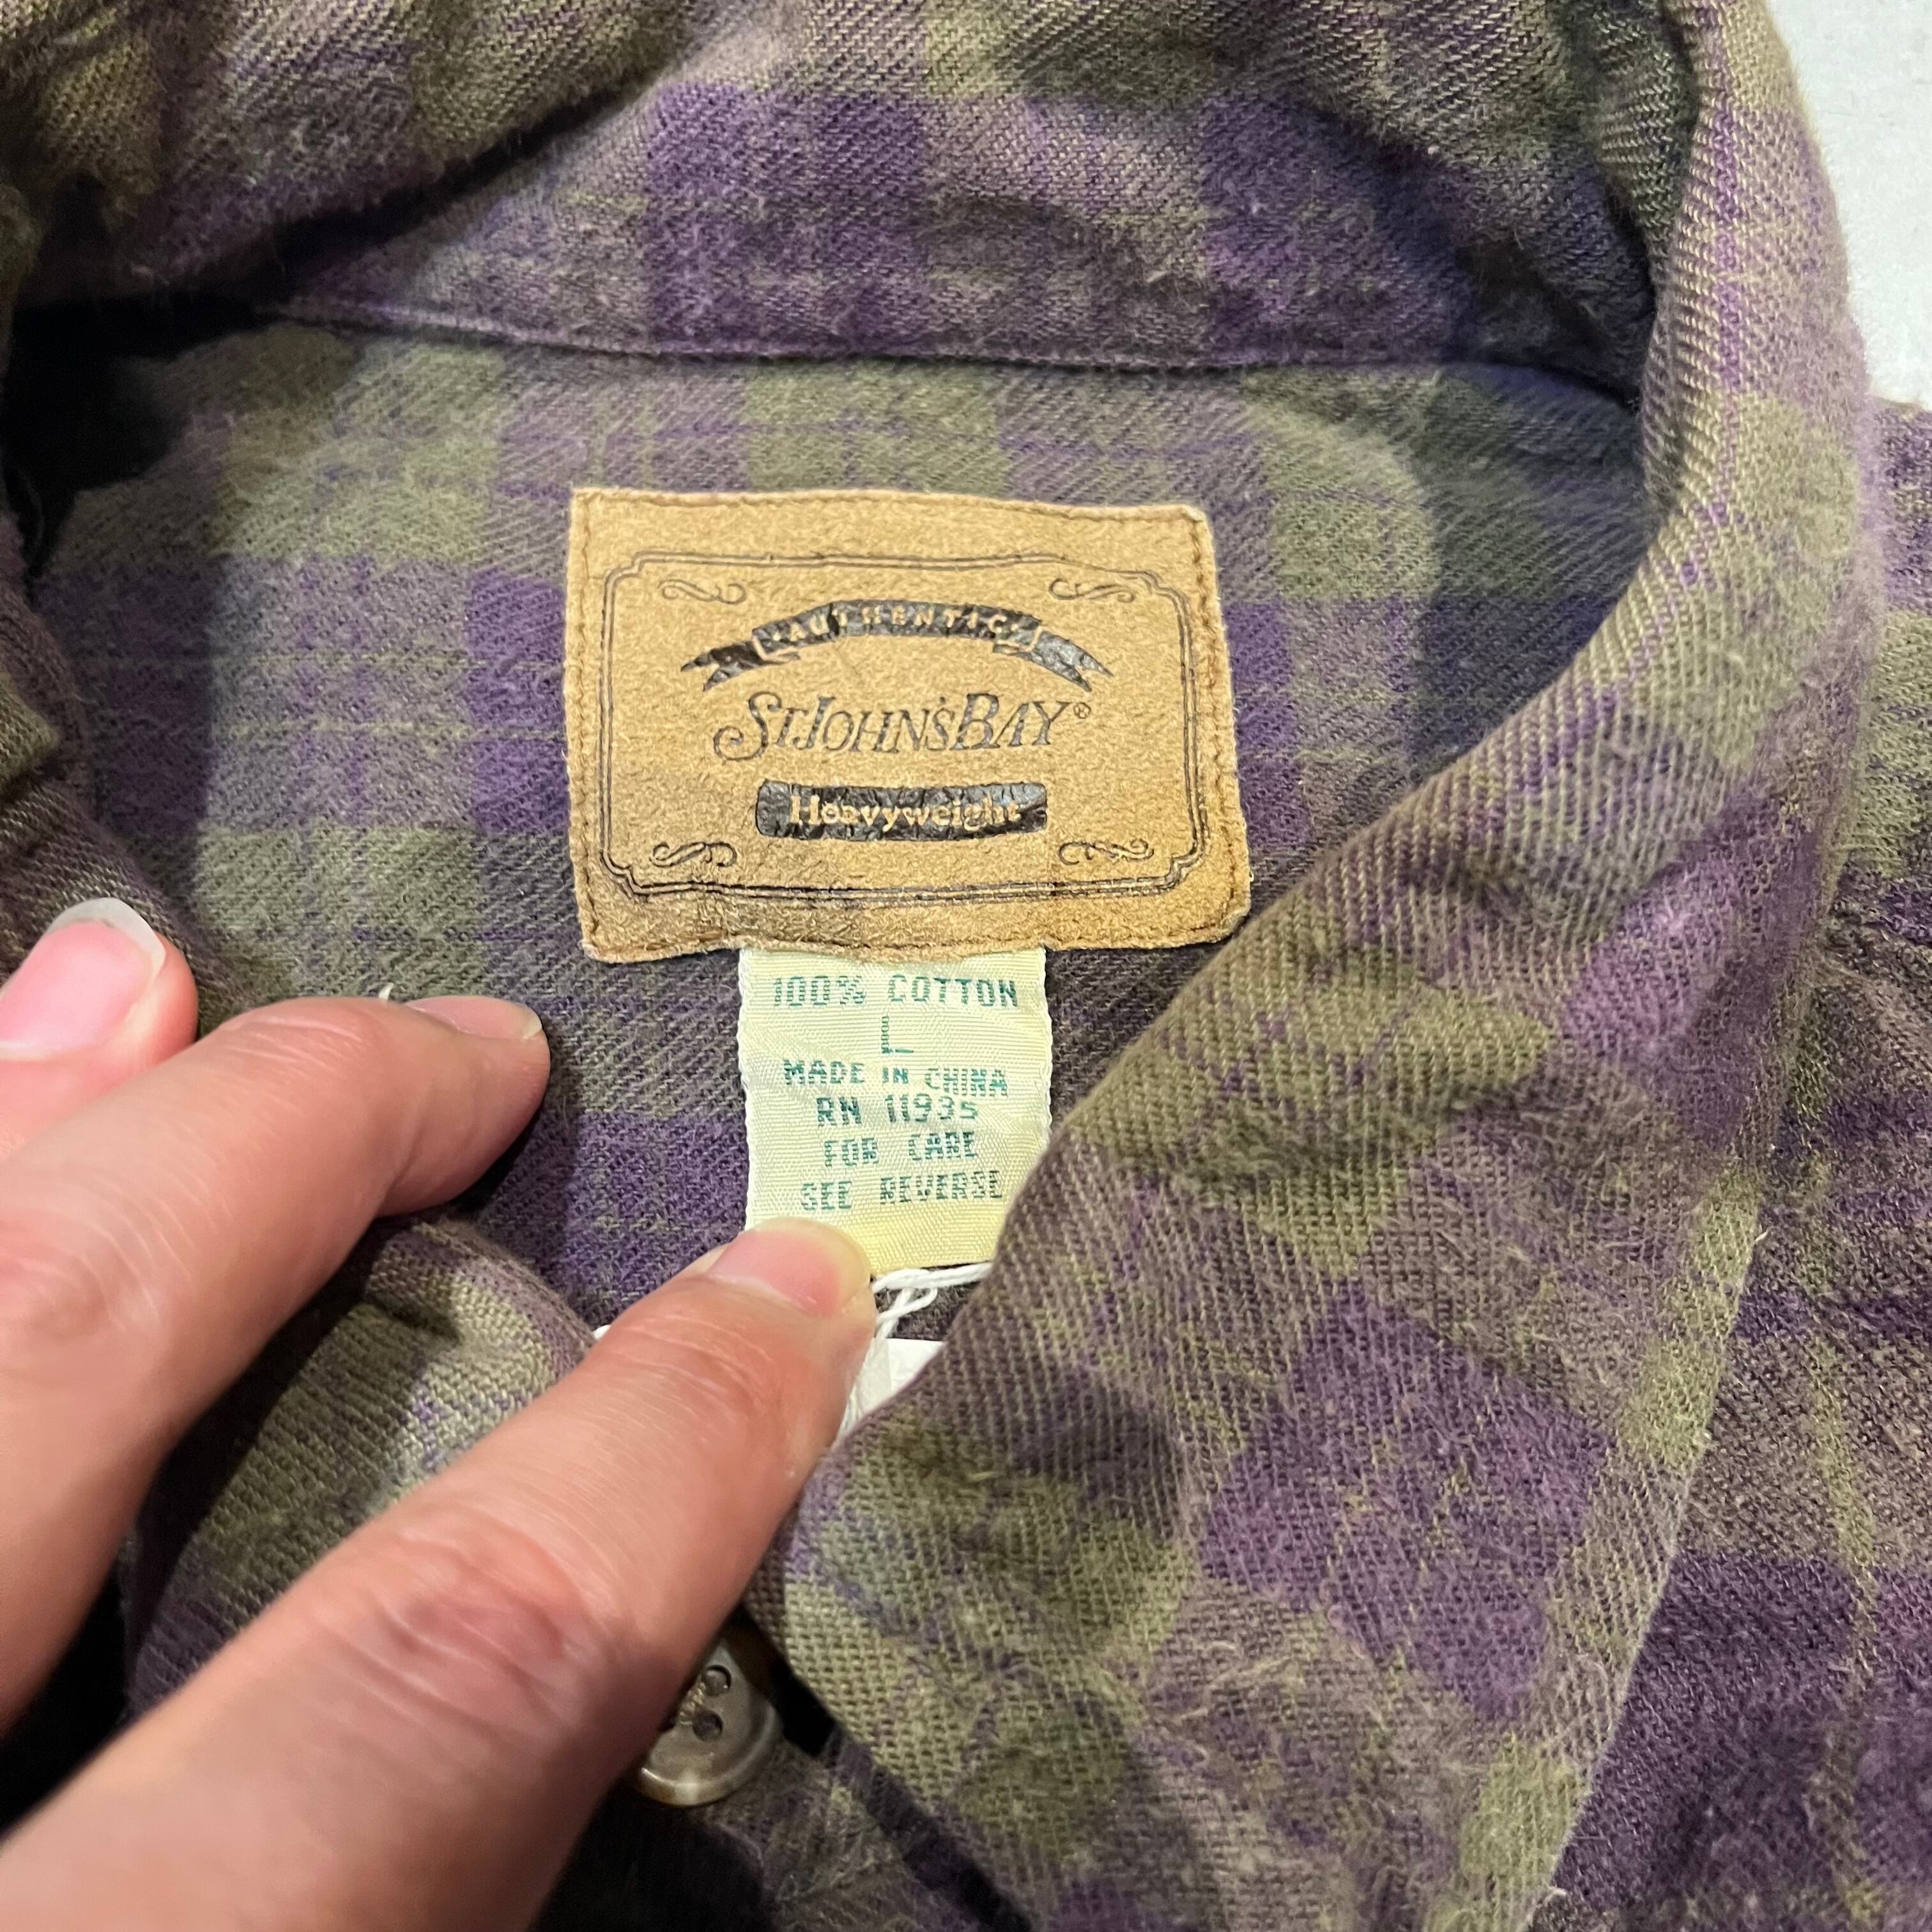 AUTHENTIC
ST. JOHN'S BAY®
Heavyweight
100% COTTON
L
MADE IN CHINA
RN 11935
FOR CARE
SEE REVERSE